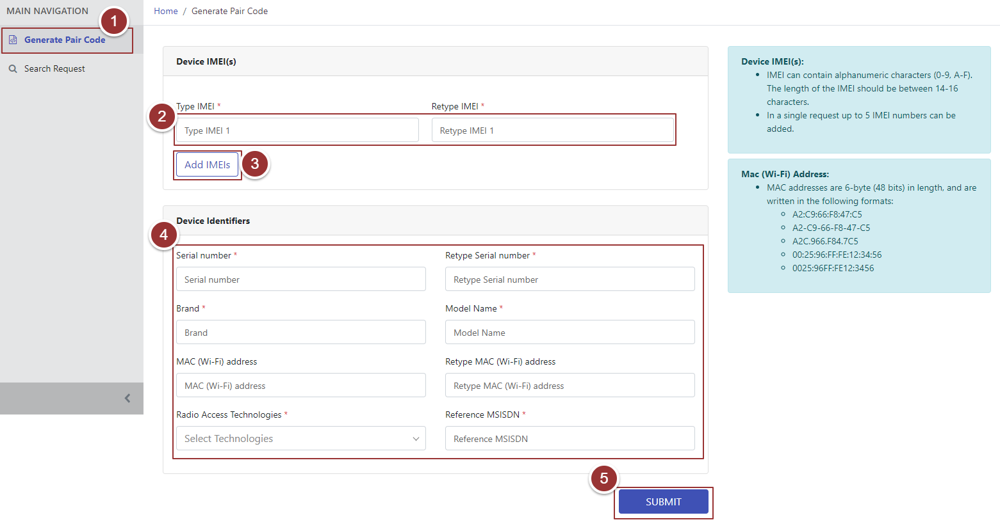 MAIN NAVIGATION
1
Generate Pair Code
Search Request
Home / Generate Pair Code
Device IMEI(s)
Type IMEI *
Retype IMEI *
2
Type IMEI 1
Retype IMEI 1
Add IMEIs
3
Device Identifiers
4
Serial number *
Retype Serial number *
Serial number
Retype Serial number
Brand *
Model Name *
Brand
Model Name
MAC (Wi-Fi) address
Retype MAC (Wi-Fi) address
MAC (Wi-Fi) address
Retype MAC (Wi-Fi) address
Radio Access Technologies *
Reference MSISDN *
Select Technologies
Reference MSISDN
5
SUBMIT
Device IMEI(s):
• IMEI can contain alphanumeric characters (0-9, A-F).
The length of the IMEI should be between 14-16
characters.
• In a single request up to 5 IMEI numbers can be
added.
Mac (Wi-Fi) Address:
• MAC addresses are 6-byte (48 bits) in length, and are
written in the following formats:
◦ A2:C9:66:F8:47:C5
◦ A2-C9-66-F8-47-C5
◦ A2C.966.F84.7C5
◦ 00:25:96:FF:FE:12:34:56
◦ 0025:96FF:FE12:3456